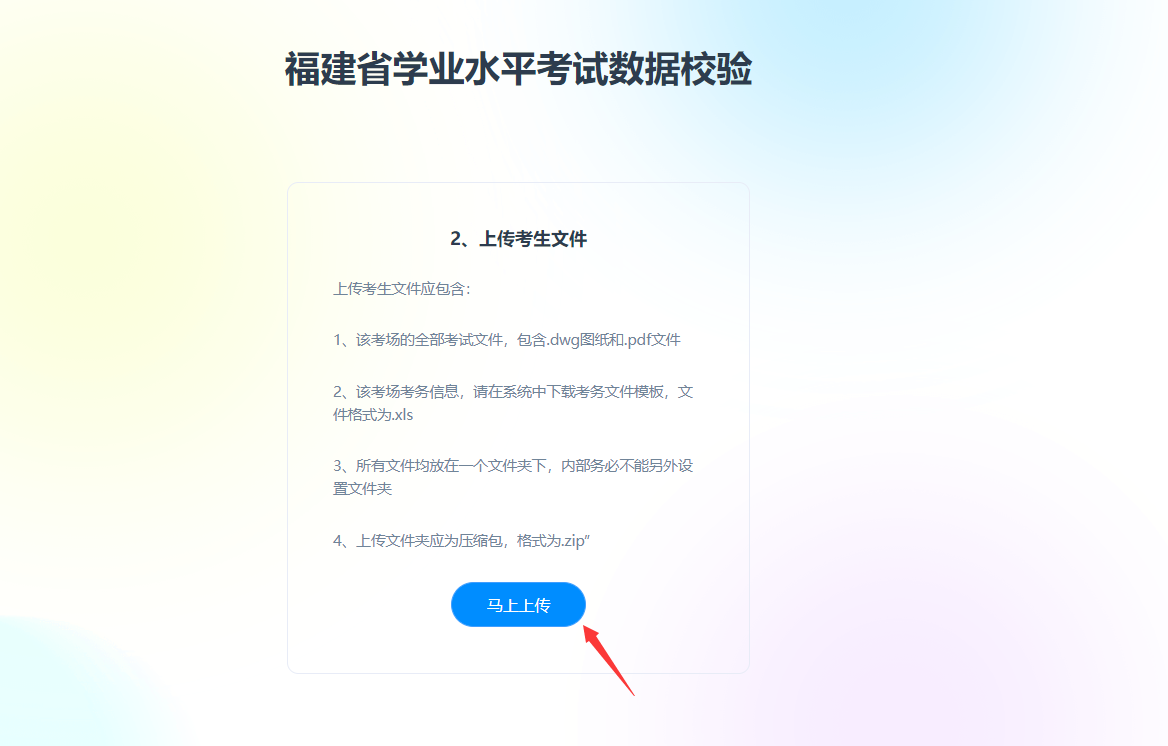 福建省学业水平考试数据校验
2、上传考生文件
上传考生文件应包含：
1、该考场的全部考试文件，包含.dwg图纸和.pdf文件
2、该考场考务信息，请在系统中下载考务文件模板，文
件格式为.xls
3、所有文件均放在一个文件夹下，内部务必不能另外设
置文件夹
4、上传文件夹应为压缩包，格式为.zip”
马上上传